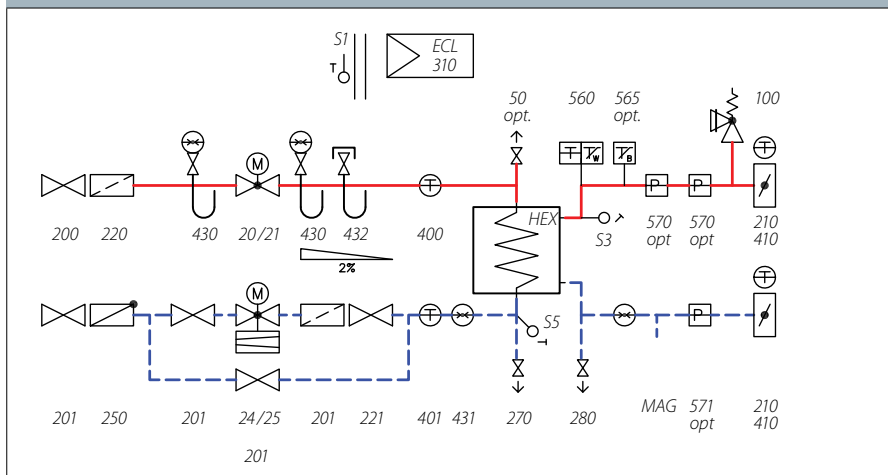 S1
T
ECL
310
50
opt.
560
565
opt.
100
M
T
T
W
T
B
P
P
T
T
HEX
S3
200
220
430
20/21
430
432
400
570
opt
570
opt
210
410
2%
M
T
S5
P
T
201
250
201
24/25
201
221
401
431
270
280
MAG
571
opt
210
410
201